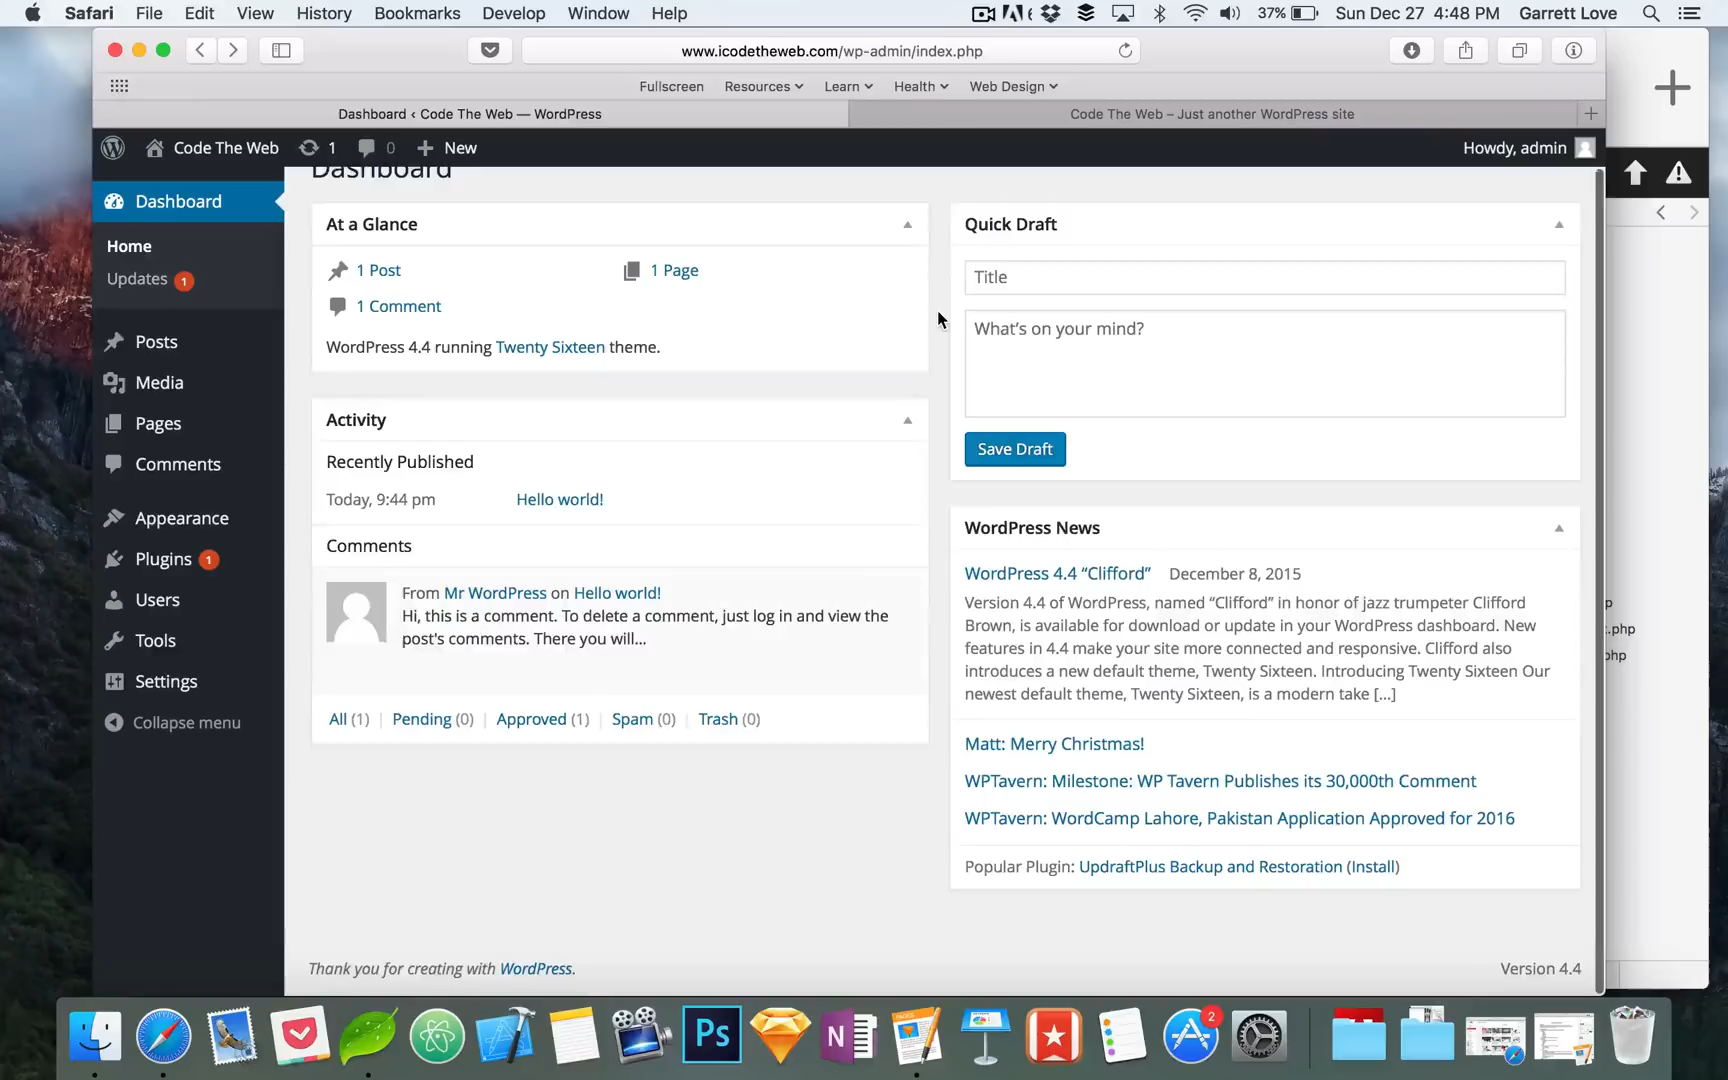 Safari File Edit View History Bookmarks Develop Window Help 37% Sun Dec 27 4:48 PM Garrett Love
www.icodetheweb.com/wp-admin/index.php
Fullscreen Resources Learn Health Web Design
Dashboard ‹ Code The Web — WordPress
Code The Web – Just another WordPress site
Code The Web 1 0 New Howdy, admin
Dashboard
Home
Updates 1
Posts
Media
Pages
Comments
Appearance
Plugins 1
Users
Tools
Settings
Collapse menu
Dashboard
At a Glance
1 Post 1 Page
1 Comment
WordPress 4.4 running Twenty Sixteen theme.
Activity
Recently Published
Today, 9:44 pm Hello world!
Comments
From Mr WordPress on Hello world!
Hi, this is a comment. To delete a comment, just log in and view the
post's comments. There you will...
All (1) | Pending (0) | Approved (1) | Spam (0) | Trash (0)
Quick Draft
Title
What's on your mind?
Save Draft
WordPress News
WordPress 4.4 “Clifford” December 8, 2015
Version 4.4 of WordPress, named “Clifford” in honor of jazz trumpeter Clifford
Brown, is available for download or update in your WordPress dashboard. New
features in 4.4 make your site more connected and responsive. Clifford also
introduces a new default theme, Twenty Sixteen. Introducing Twenty Sixteen Our
newest default theme, Twenty Sixteen, is a modern take [...]
Matt: Merry Christmas!
WPTavern: Milestone: WP Tavern Publishes its 30,000th Comment
WPTavern: WordCamp Lahore, Pakistan Application Approved for 2016
Popular Plugin: UpdraftPlus Backup and Restoration (Install)
Thank you for creating with WordPress.
Version 4.4
.php
Ps
N
2